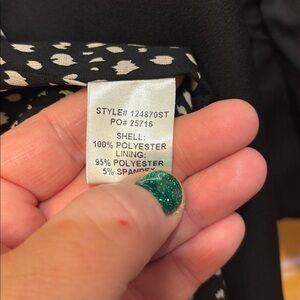 STYLE# 124870ST
PO# 25716
SHELL:
100% POLYESTER
LINING:
95% POLYESTER
5% SPANDEX